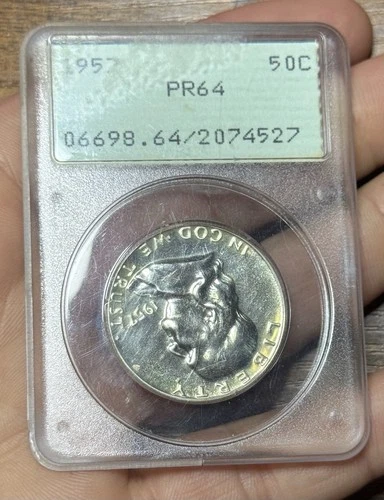 1957 50C
PR64
06698.64/2074527
LIBERTY
IN GOD WE TRUST
1957